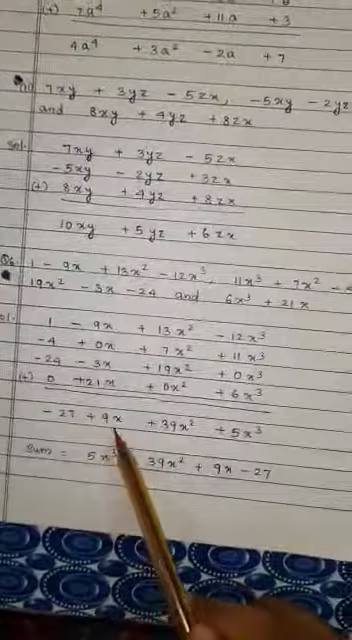 (+) 7a⁴ + 5a² + 11a + 3
4a⁴ + 3a² - 2a + 7
7xy + 3yz - 5zx, -5xy - 2yz
and 8xy + 4yz + 8zx
Sol.
7xy + 3yz - 5zx
-5xy - 2yz + 3zx
(+) 8xy + 4yz + 8zx
10xy + 5yz + 6zx
Q6. 1 - 9x + 13x² - 12x³, 11x³ + 7x² -
19x² - 3x - 24 and 6x³ + 21x
ol.
1 - 9x + 13x² - 12x³
-4 + 0x + 7x² + 11x³
-24 - 3x + 19x² + 0x³
(+) 0 + 21x + 0x² + 6x³
-27 + 9x + 39x² + 5x³
Sum = 5x³ 39x² + 9x - 27